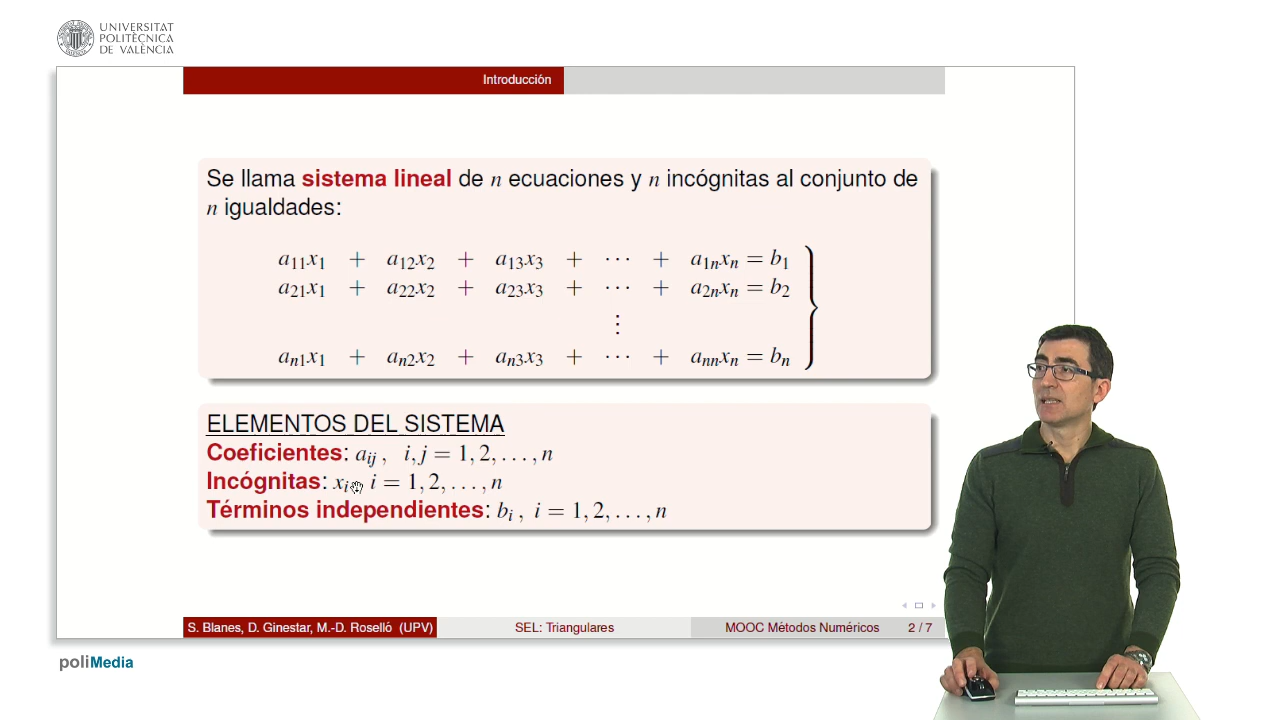 UNIVERSITAT
POLITÈCNICA
DE VALÈNCIA
Introducción
Se llama sistema lineal de n ecuaciones y n incógnitas al conjunto de
n igualdades:
a₁₁x₁ + a₁₂x₂ + a₁₃x₃ + ⋯ + a₁ₙxₙ = b₁
a₂₁x₁ + a₂₂x₂ + a₂₃x₃ + ⋯ + a₂ₙxₙ = b₂
⋮
aₙ₁x₁ + aₙ₂x₂ + aₙ₃x₃ + ⋯ + aₙₙxₙ = bₙ
ELEMENTOS DEL SISTEMA
Coeficientes: aᵢⱼ , i, j = 1, 2, . . . , n
Incógnitas: xᵢ, i = 1, 2, . . . , n
Términos independientes: bᵢ , i = 1, 2, . . . , n
S. Blanes, D. Ginestar, M.-D. Roselló (UPV) SEL: Triangulares MOOC Métodos Numéricos 2 / 7
poliMedia